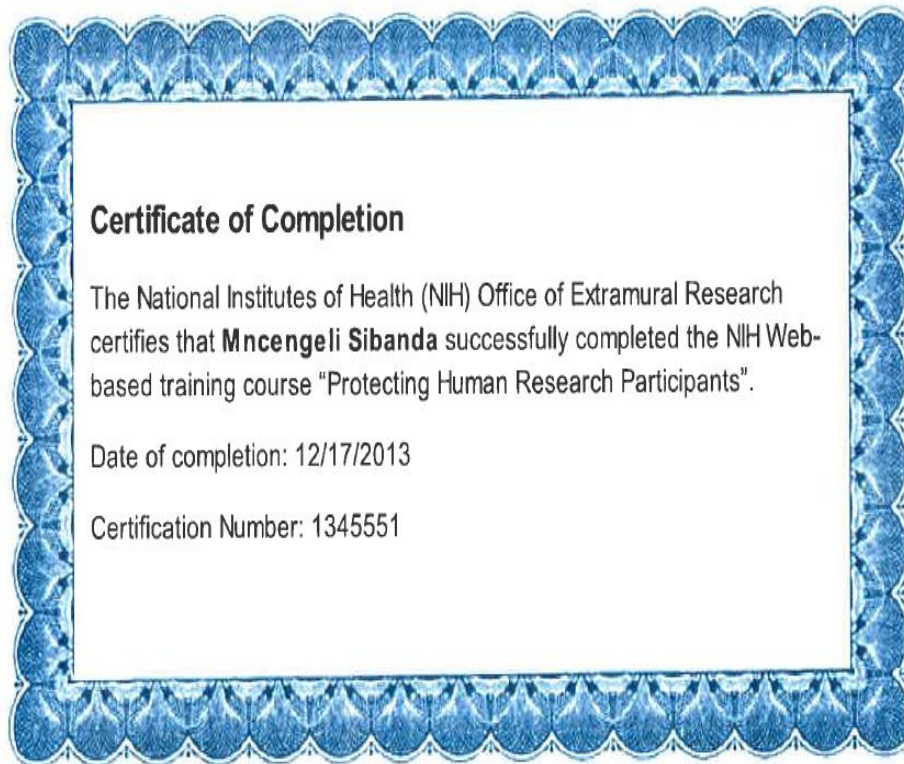 Certificate of Completion
The National Institutes of Health (NIH) Office of Extramural Research
certifies that Mncengeli Sibanda successfully completed the NIH Web-
based training course “Protecting Human Research Participants”.
Date of completion: 12/17/2013
Certification Number: 1345551